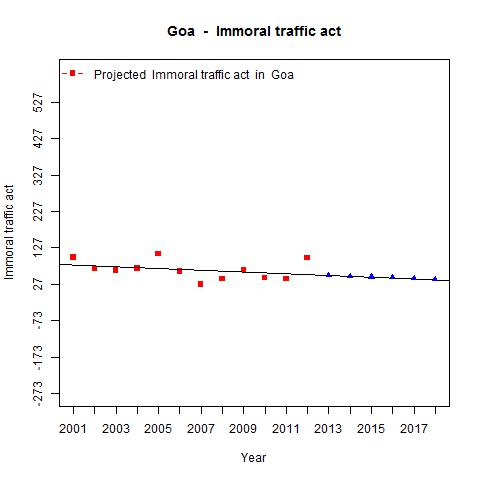 Goa - Immoral traffic act
Projected Immoral traffic act in Goa
527
427
327
227
127
27
-73
-173
-273
Immoral traffic act
2001 2003 2005 2007 2009 2011 2013 2015 2017
Year